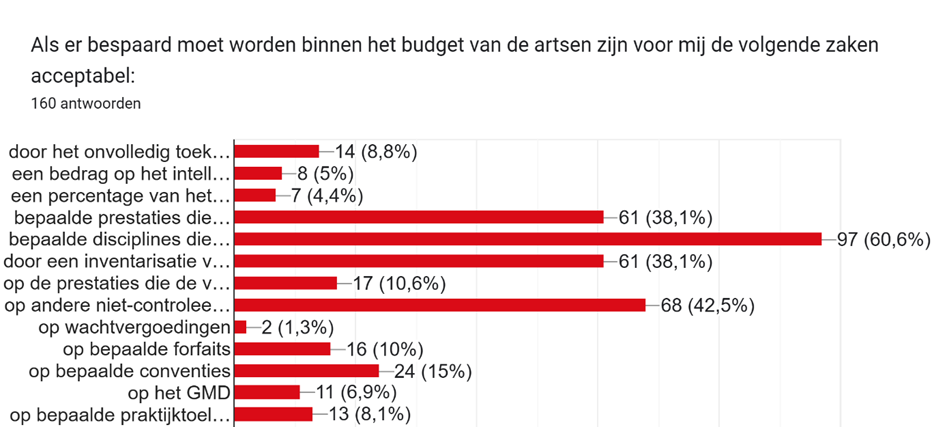 Als er bespaard moet worden binnen het budget van de artsen zijn voor mij de volgende zaken
acceptabel:
160 antwoorden
door het onvolledig toek... 14 (8,8%)
een bedrag op het intell... 8 (5%)
een percentage van het... 7 (4,4%)
bepaalde prestaties die... 61 (38,1%)
bepaalde disciplines die... 97 (60,6%)
door een inventarisatie v... 61 (38,1%)
op de prestaties die de v... 17 (10,6%)
op andere niet-controlee... 68 (42,5%)
op wachtvergoedingen 2 (1,3%)
op bepaalde forfaits 16 (10%)
op bepaalde conventies 24 (15%)
op het GMD 11 (6,9%)
op bepaalde praktijktoel... 13 (8,1%)